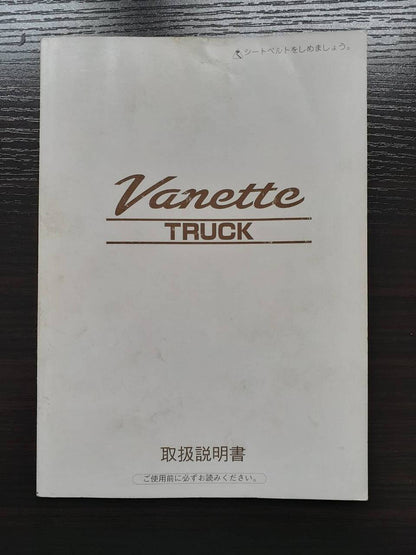 シートベルトをしめましょう。
Vanette
TRUCK
取扱説明書
ご使用前に必ずお読みください。